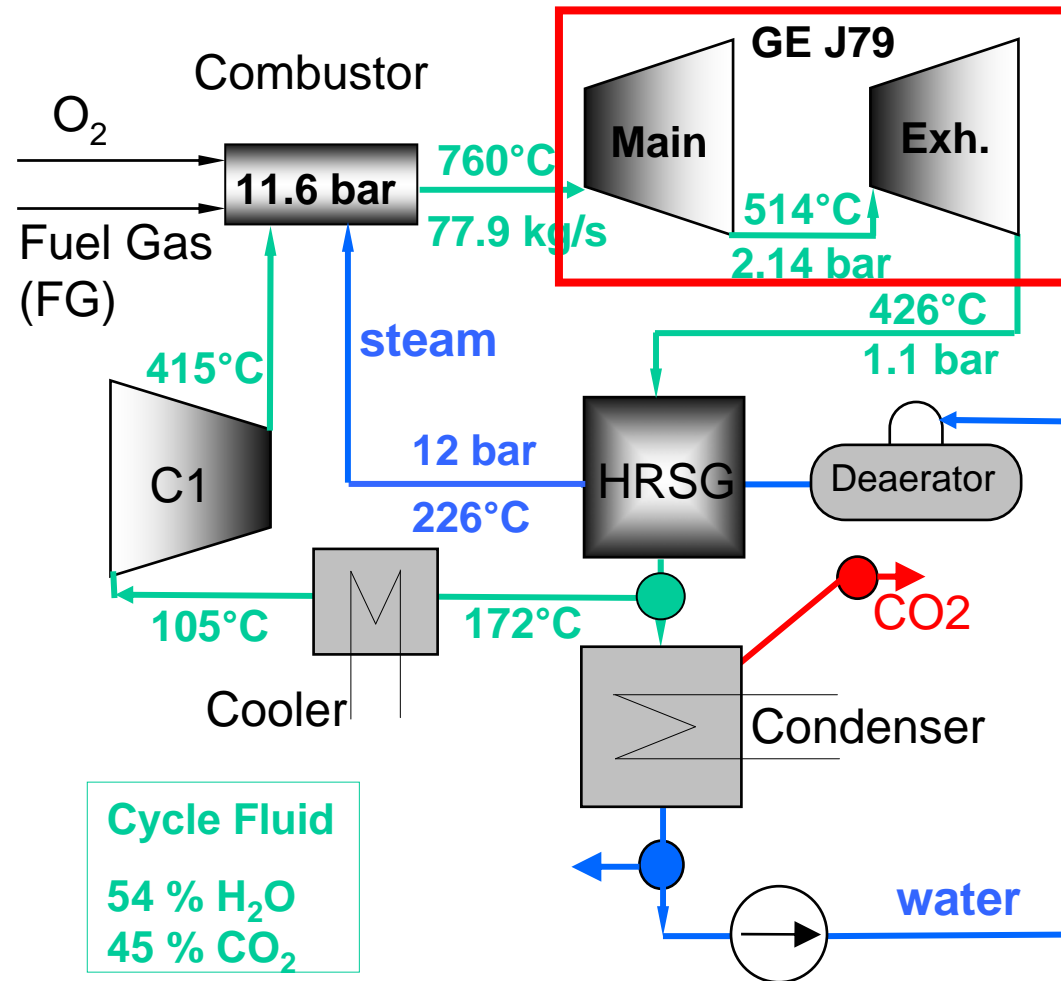 GE J79
Combustor
O₂
Main
Exh.
760°C
11.6 bar
514°C
77.9 kg/s
Fuel Gas
(FG)
2.14 bar
426°C
steam
1.1 bar
415°C
12 bar
C1
HRSG
Deaerator
226°C
CO2
105°C
172°C
Cooler
Condenser
Cycle Fluid
54 % H₂O
45 % CO₂
water